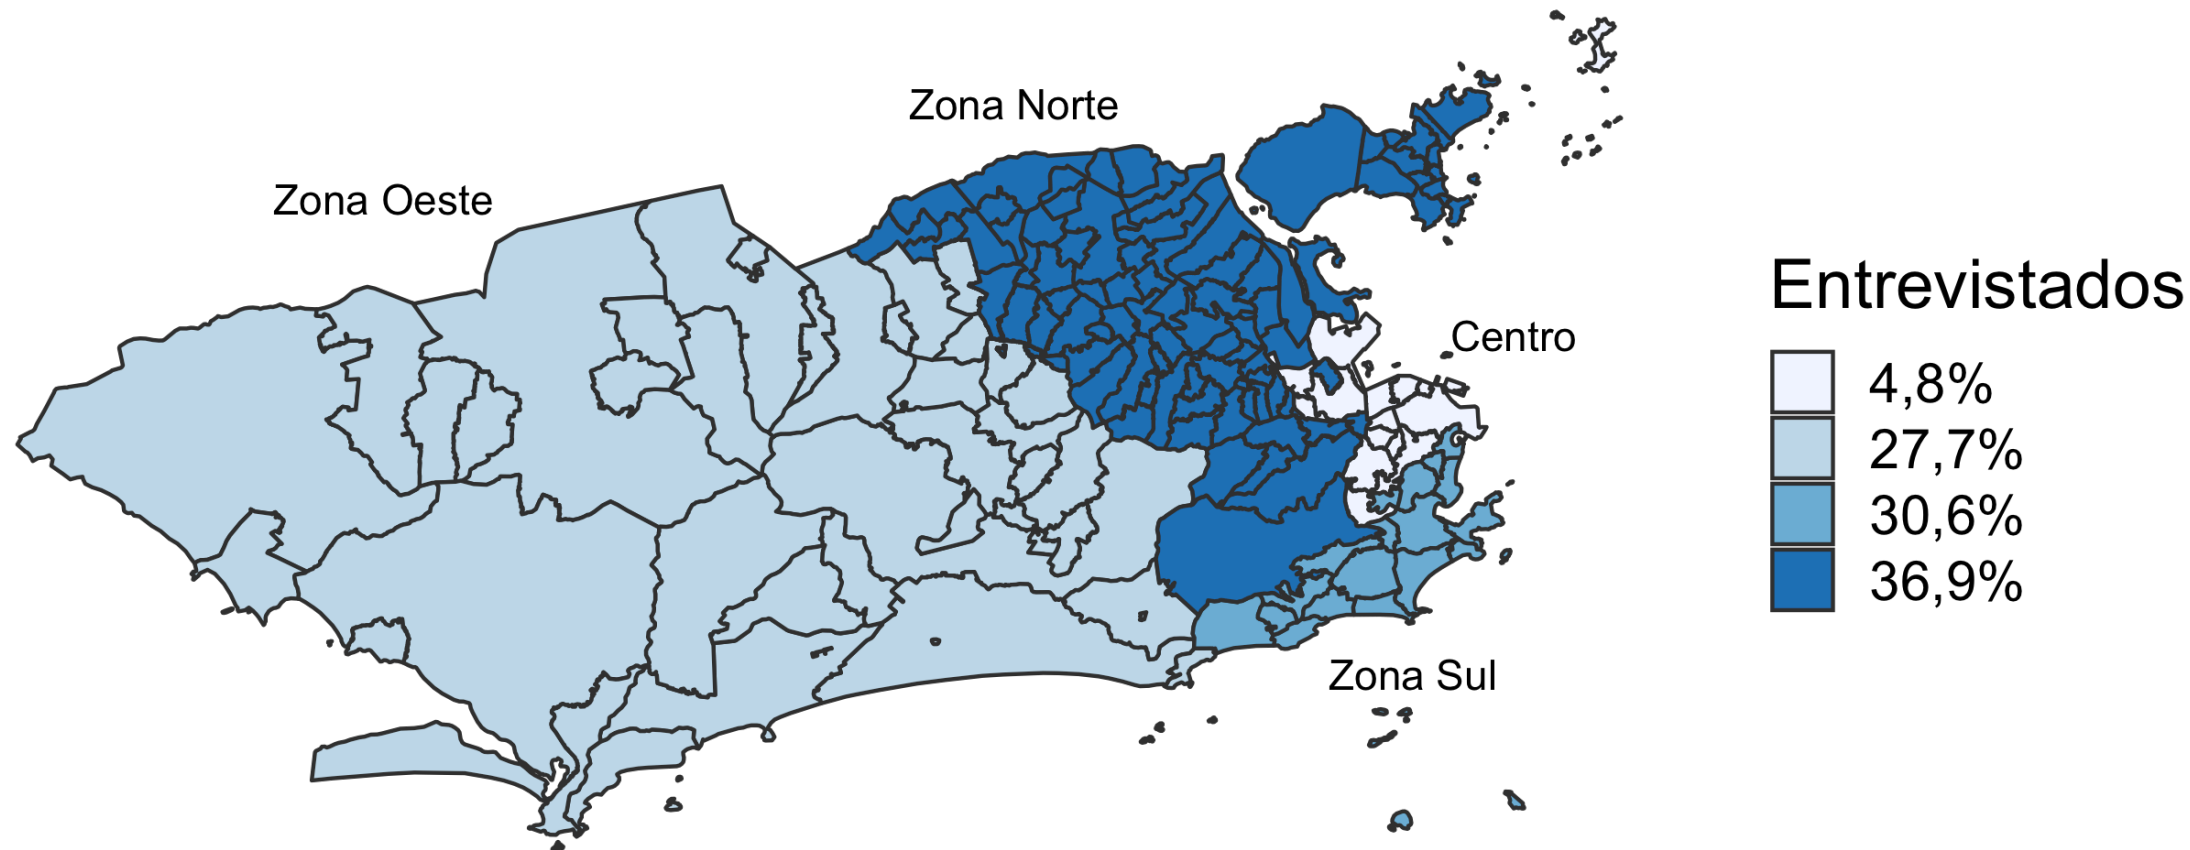 Zona Norte
Zona Oeste
Centro
Zona Sul
Entrevistados
4,8%
27,7%
30,6%
36,9%